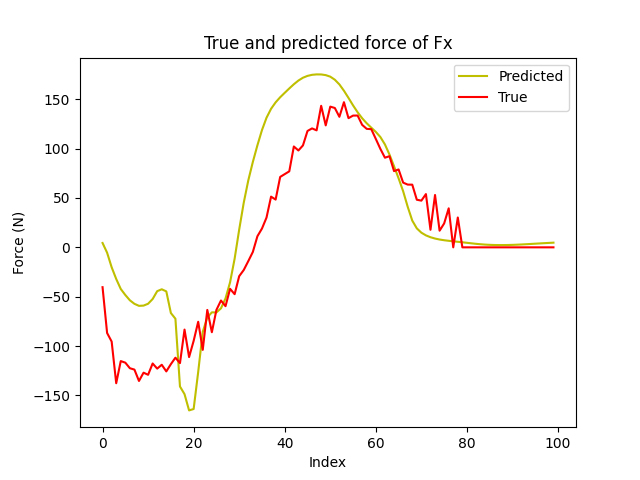 True and predicted force of Fx
Predicted
True
150
100
50
0
−50
−100
−150
Force (N)
0 20 40 60 80 100
Index